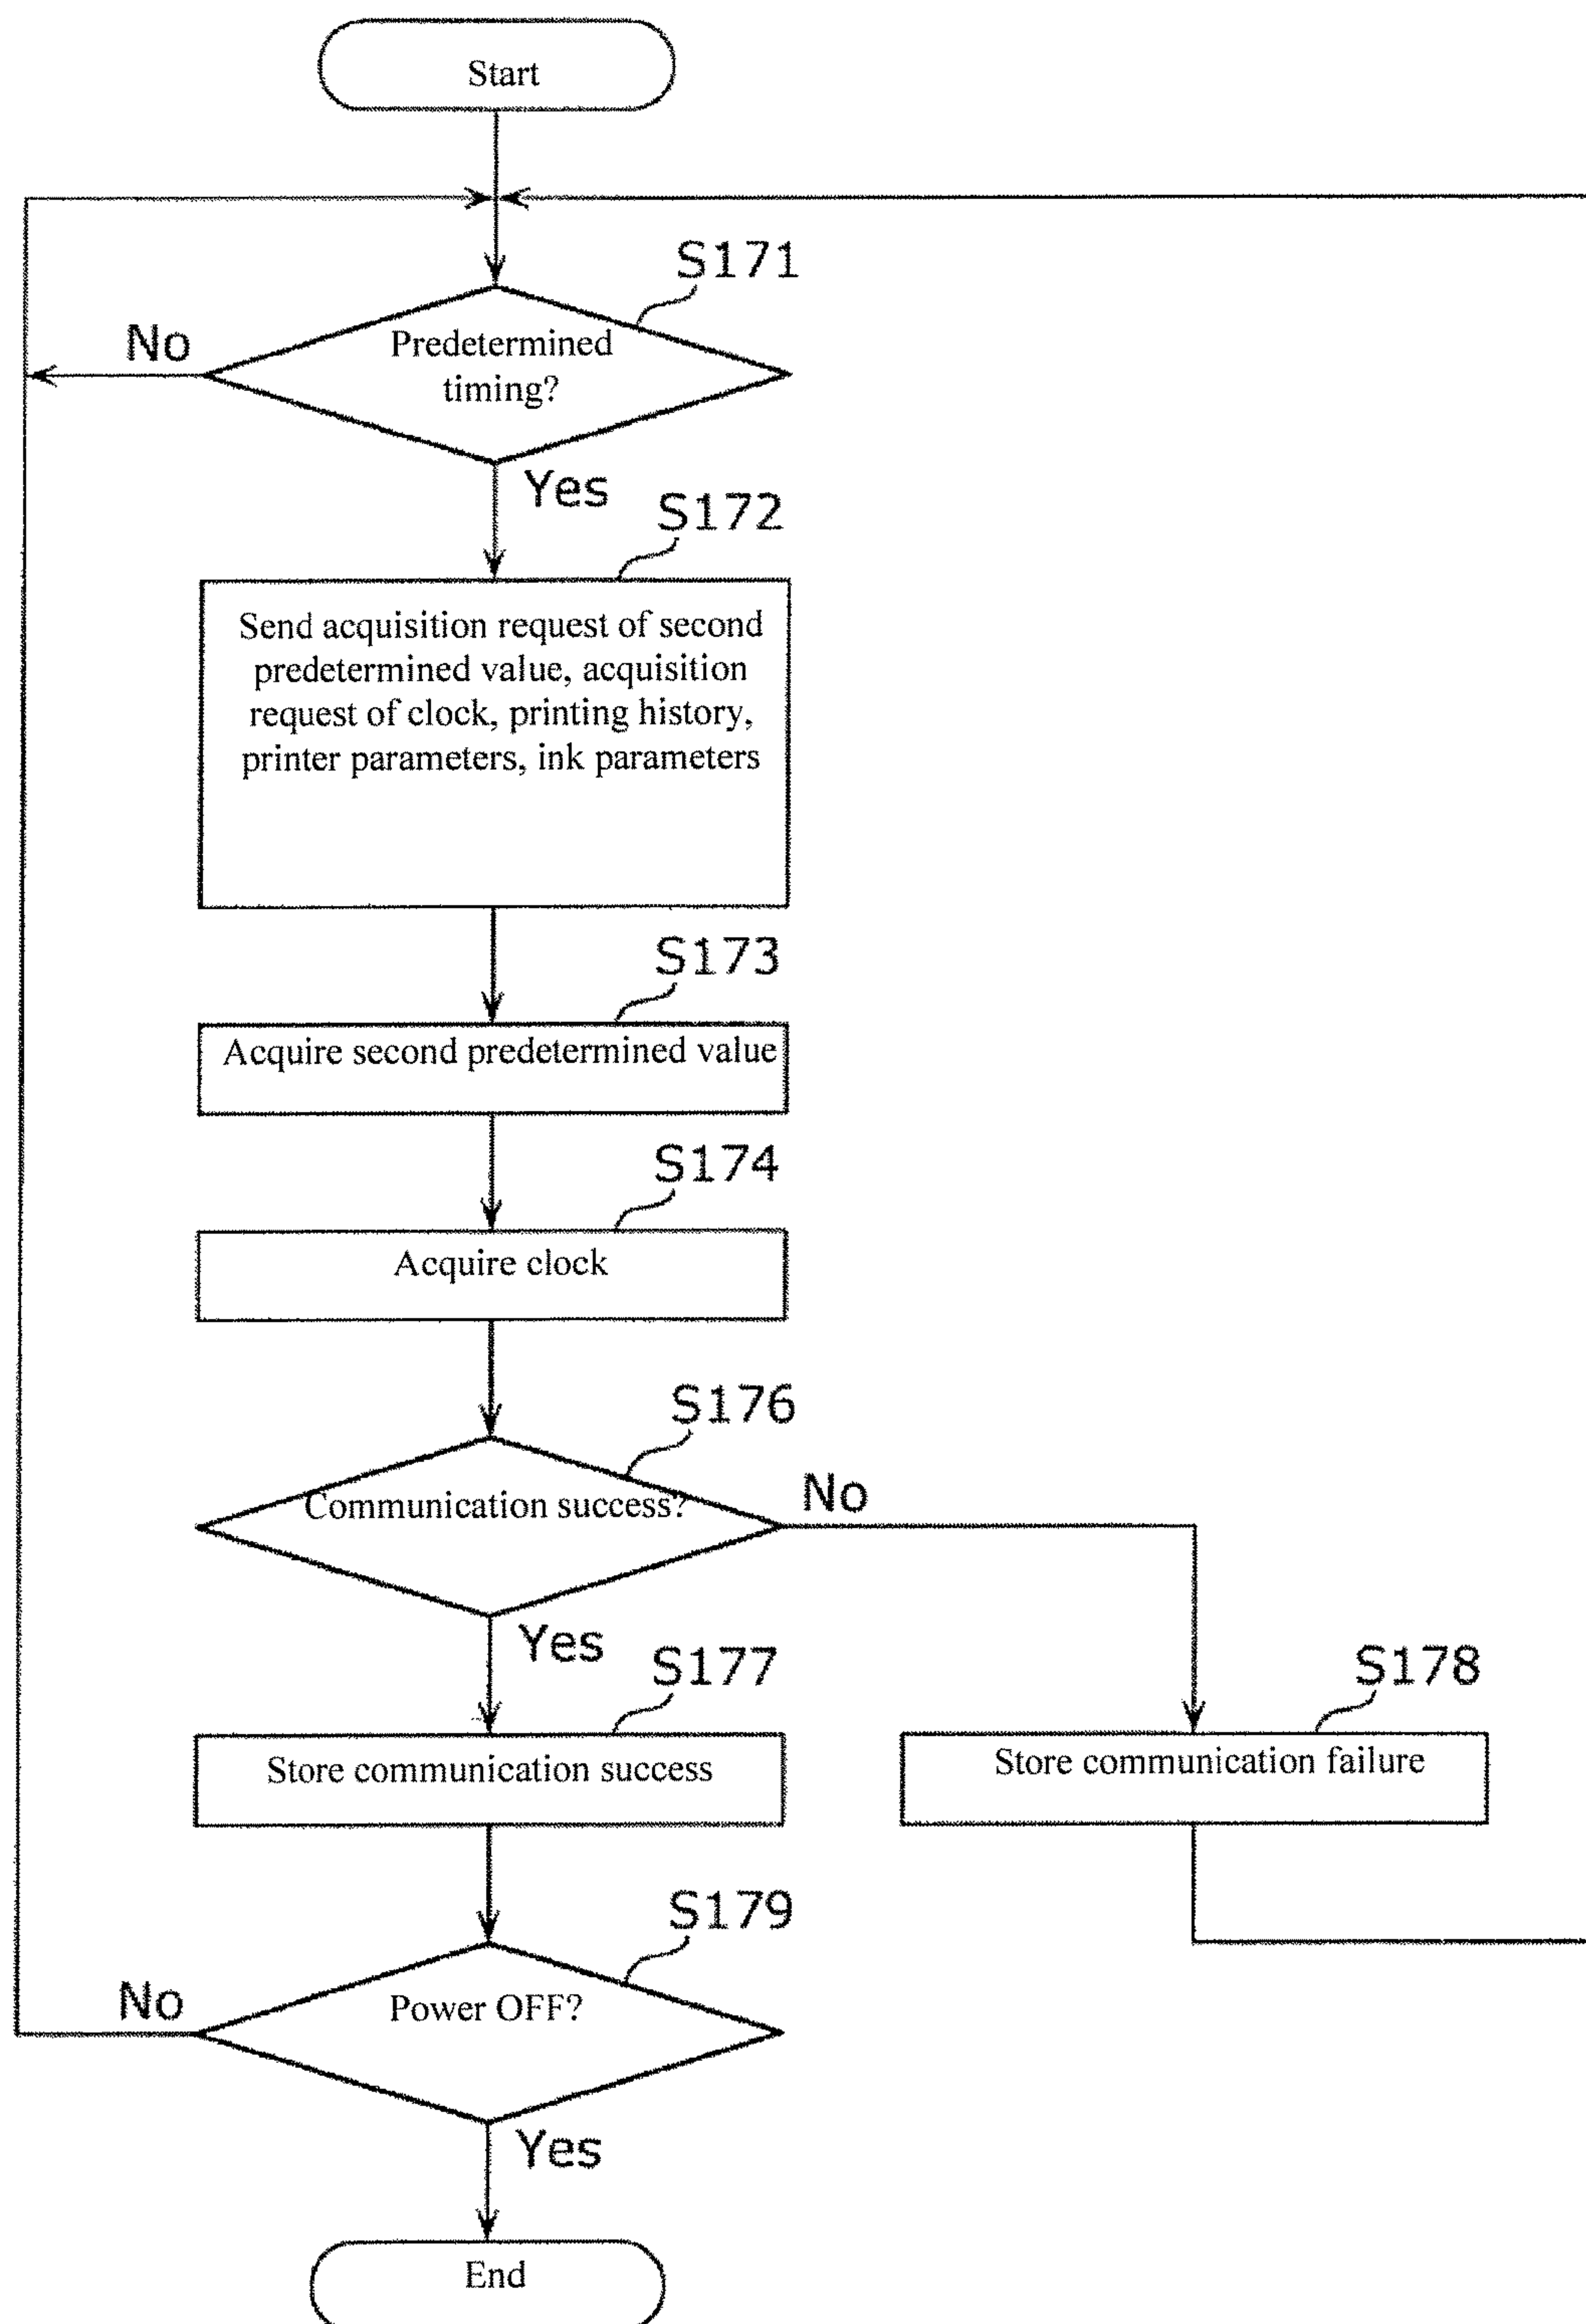 Start
S171
No
Predetermined
timing?
Yes
S172
Send acquisition request of second
predetermined value, acquisition
request of clock, printing history,
printer parameters, ink parameters
S173
Acquire second predetermined value
S174
Acquire clock
S176
Communication success?
No
Yes
S177
S178
Store communication success
Store communication failure
S179
No
Power OFF?
Yes
End